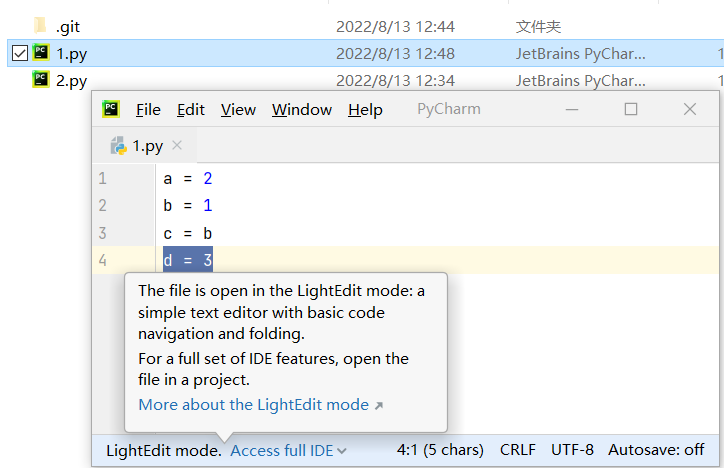 .git 2022/8/13 12:44 文件夹
1.py 2022/8/13 12:48 JetBrains PyChar... 1
2.py 2022/8/13 12:34 JetBrains PyChar... 1
PC File Edit View Window Help PyCharm
1.py
1 a = 2
2 b = 1
3 c = b
4 d = 3
The file is open in the LightEdit mode: a
simple text editor with basic code
navigation and folding.
For a full set of IDE features, open the
file in a project.
More about the LightEdit mode
LightEdit mode. Access full IDE 4:1 (5 chars) CRLF UTF-8 Autosave: off